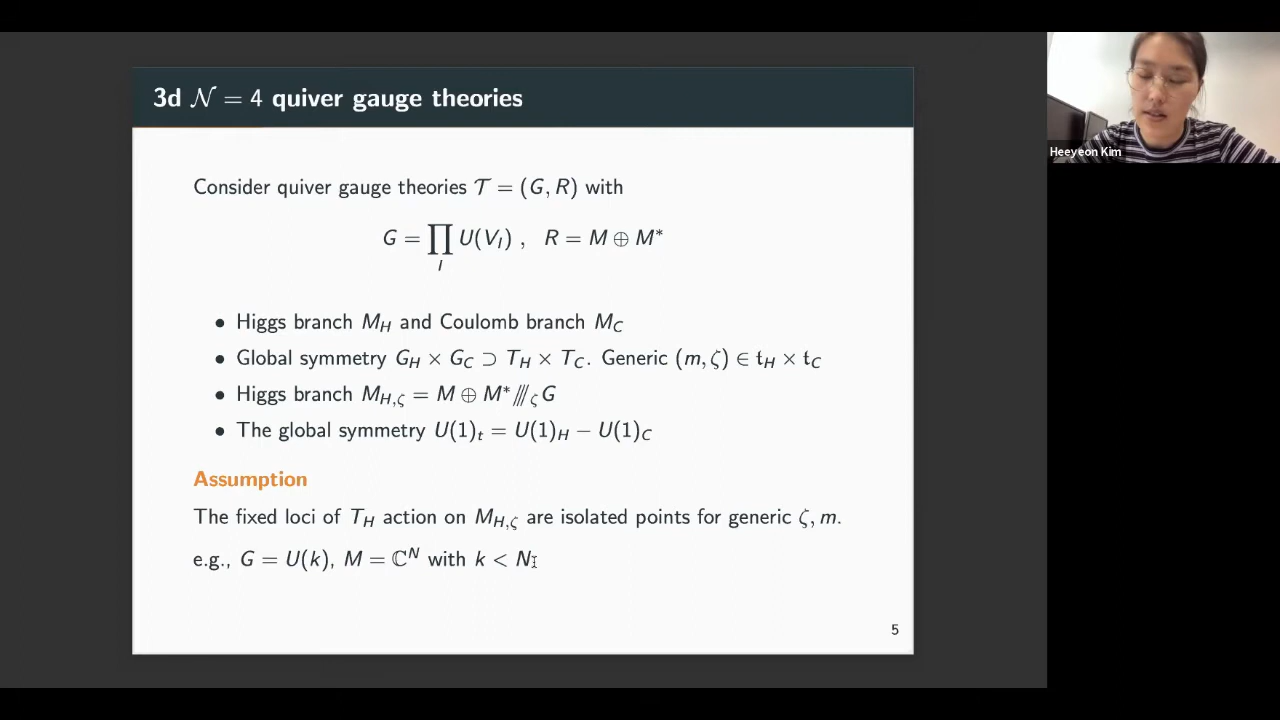 3d 𝒩 = 4 quiver gauge theories
Heeyeon Kim
Consider quiver gauge theories 𝒯 = (G, R) with
G = ∏_I U(V_I) , R = M ⊕ M*
• Higgs branch M_H and Coulomb branch M_C
• Global symmetry G_H × G_C ⊃ T_H × T_C. Generic (m, ζ) ∈ 𝔱_H × 𝔱_C
• Higgs branch M_{H,ζ} = M ⊕ M* ⫻_ζ G
• The global symmetry U(1)_t = U(1)_H − U(1)_C
Assumption
The fixed loci of T_H action on M_{H,ζ} are isolated points for generic ζ, m.
e.g., G = U(k), M = ℂ^N with k < N
5